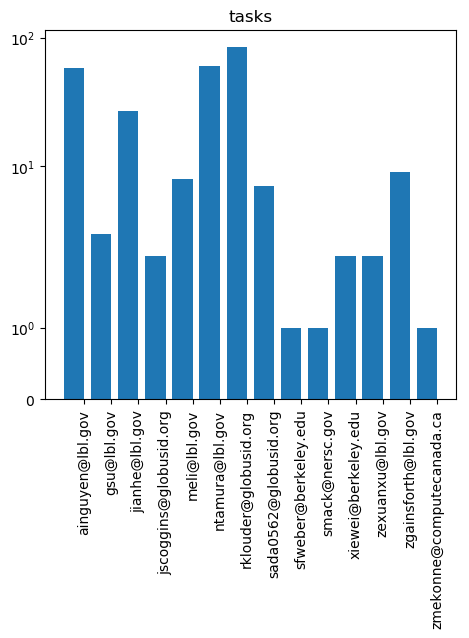 tasks
10²
10¹
10⁰
0
ainguyen@lbl.gov
gsu@lbl.gov
jianhe@lbl.gov
jscoggins@globusid.org
meli@lbl.gov
ntamura@lbl.gov
rklouder@globusid.org
sada0562@globusid.org
sfweber@berkeley.edu
smack@nersc.gov
xiewei@berkeley.edu
zexuanxu@lbl.gov
zgainsforth@lbl.gov
zmekonne@computecanada.ca